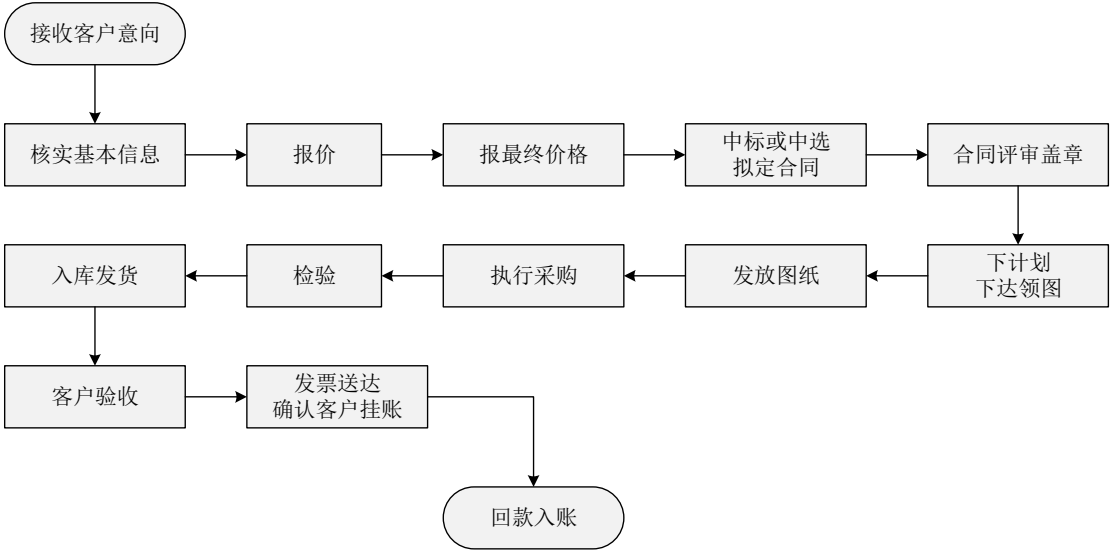 接收客户意向
核实基本信息
报价
报最终价格
中标或中选
拟定合同
合同评审盖章
下计划
下达领图
发放图纸
执行采购
检验
入库发货
客户验收
发票送达
确认客户挂账
回款入账